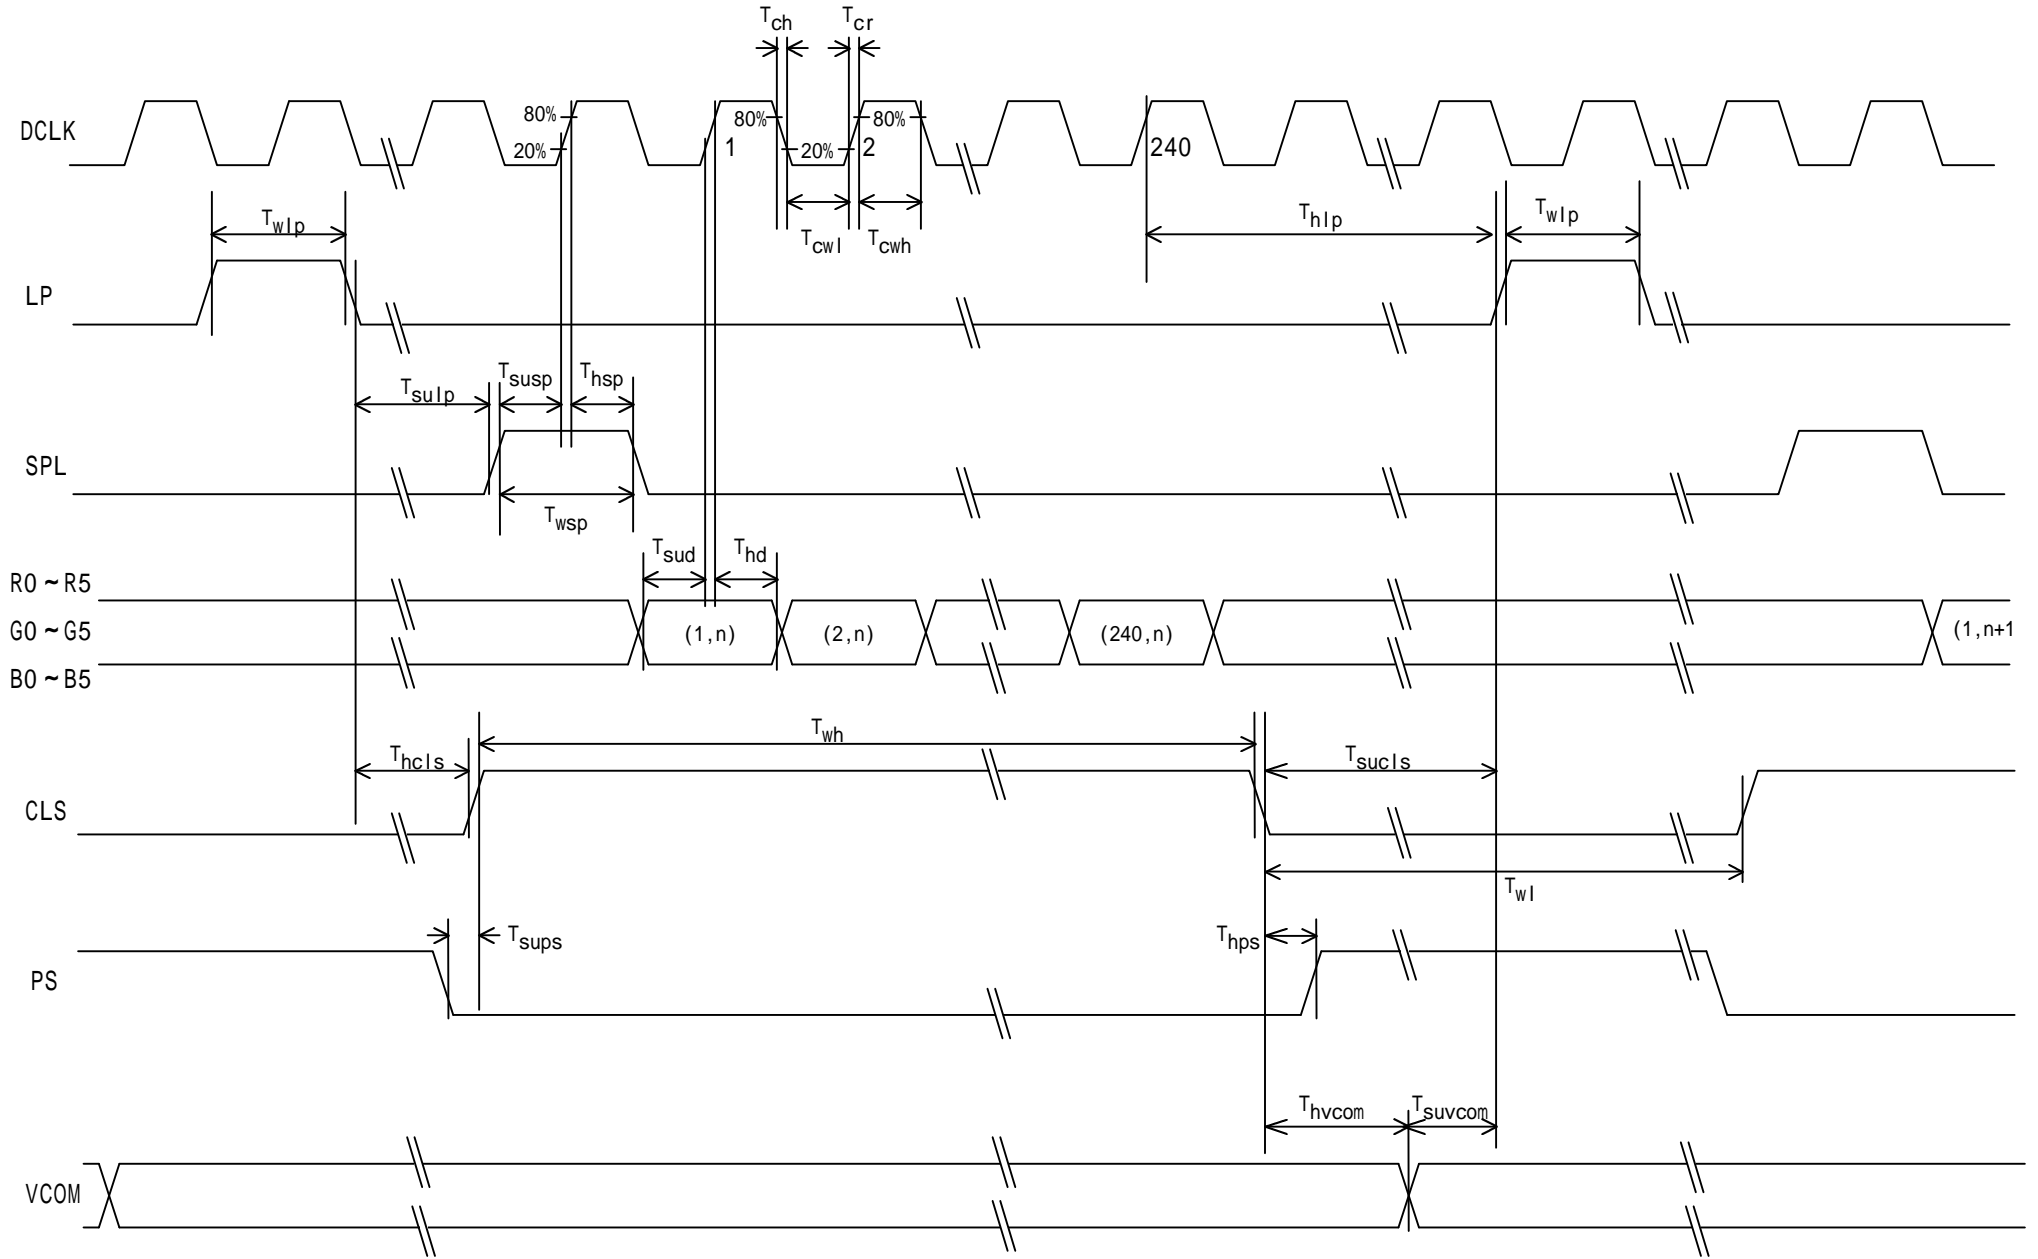 Tch Tcr
DCLK 80% 20% 1 80% 20% 2 80% 240
Twlp Tcwl Tcwh Thlp Twlp
LP
Tsulp Tsusp Thsp
SPL
Twsp
Tsud Thd
R0~R5
G0~G5 (1,n) (2,n) (240,n) (1,n+1
B0~B5
Twh
Thcls Tsucls
CLS
Twl
Tsups Thps
PS
Thvcom Tsuvcom
VCOM